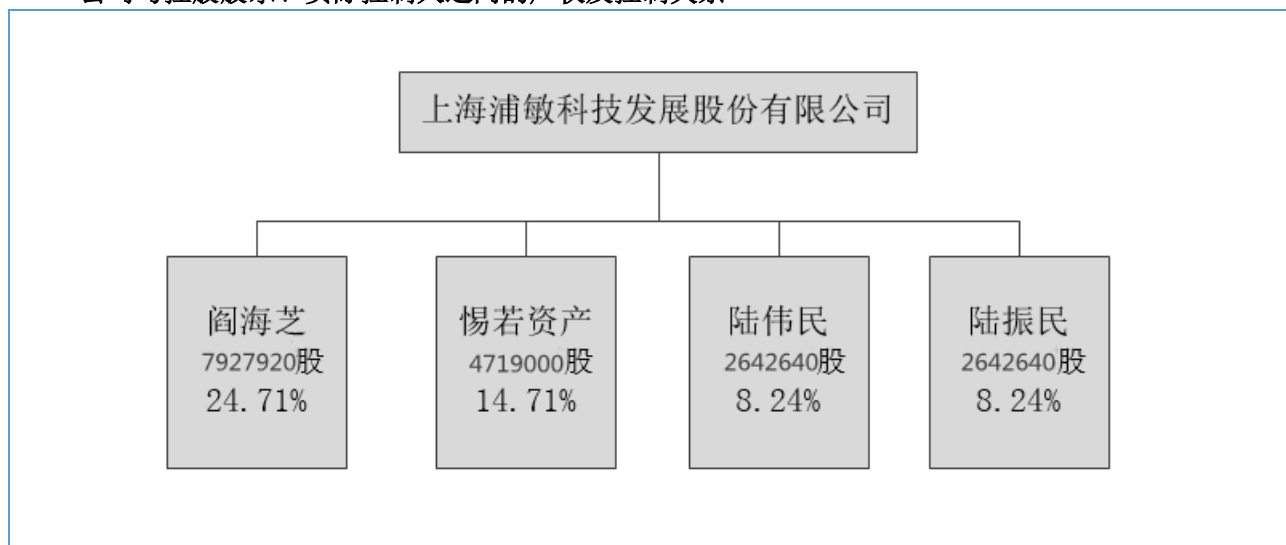 上海浦敏科技发展股份有限公司
阎海芝
7927920股
24.71%
惕若资产
4719000股
14.71%
陆伟民
2642640股
8.24%
陆振民
2642640股
8.24%